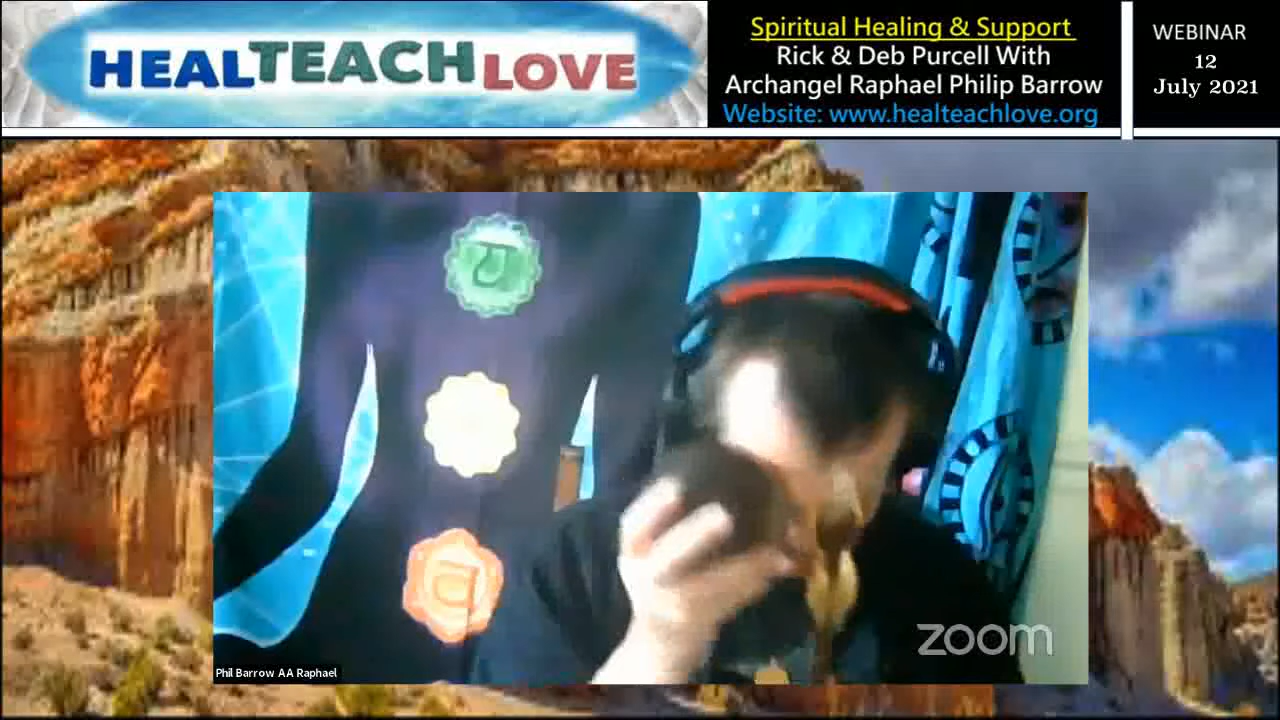 HEALTEACHLOVE
Spiritual Healing & Support
Rick & Deb Purcell With
Archangel Raphael Philip Barrow
Website: www.healteachlove.org
WEBINAR
12
July 2021
zoom
Phil Barrow AA Raphael